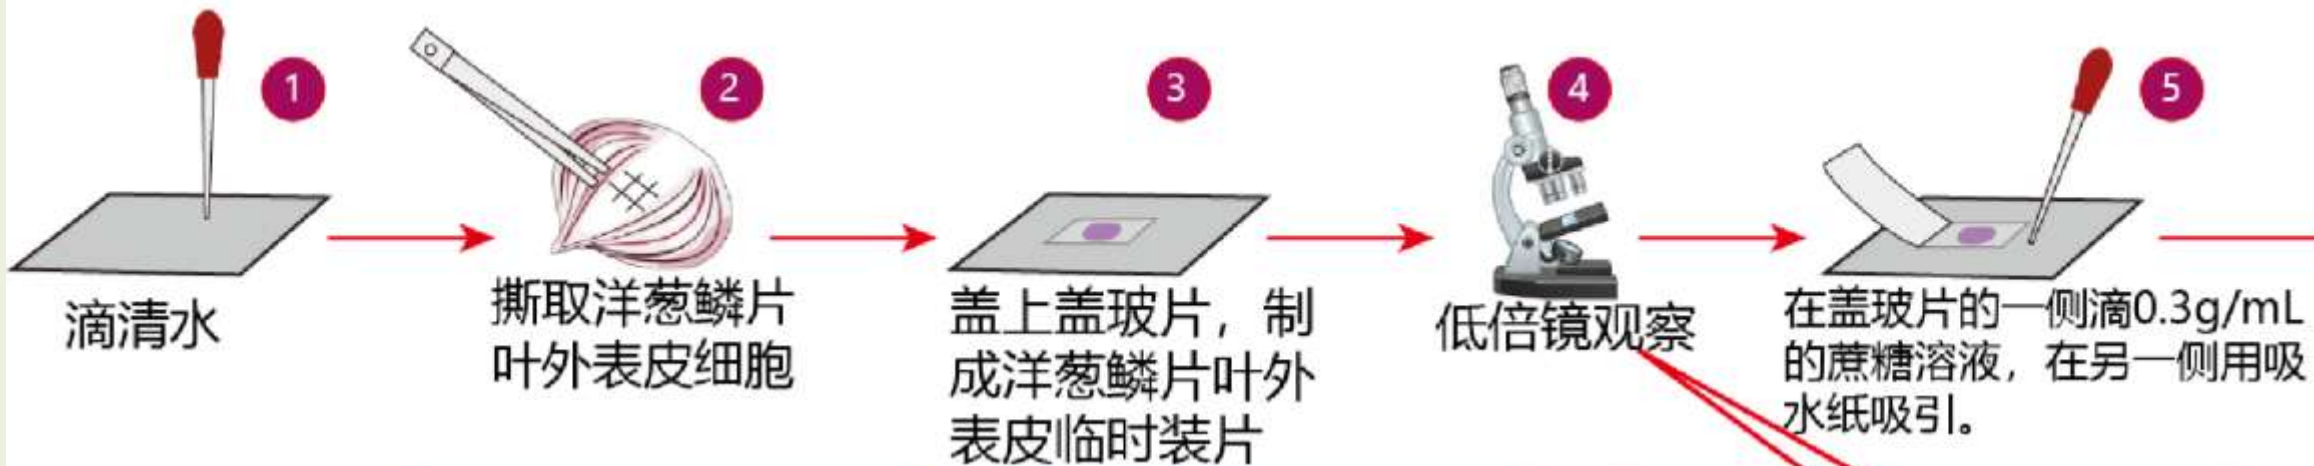 1
滴清水
2
撕取洋葱鳞片
叶外表皮细胞
3
盖上盖玻片，制
成洋葱鳞片叶外
表皮临时装片
4
低倍镜观察
5
在盖玻片的一侧滴0.3g/mL
的蔗糖溶液，在另一侧用吸
水纸吸引。